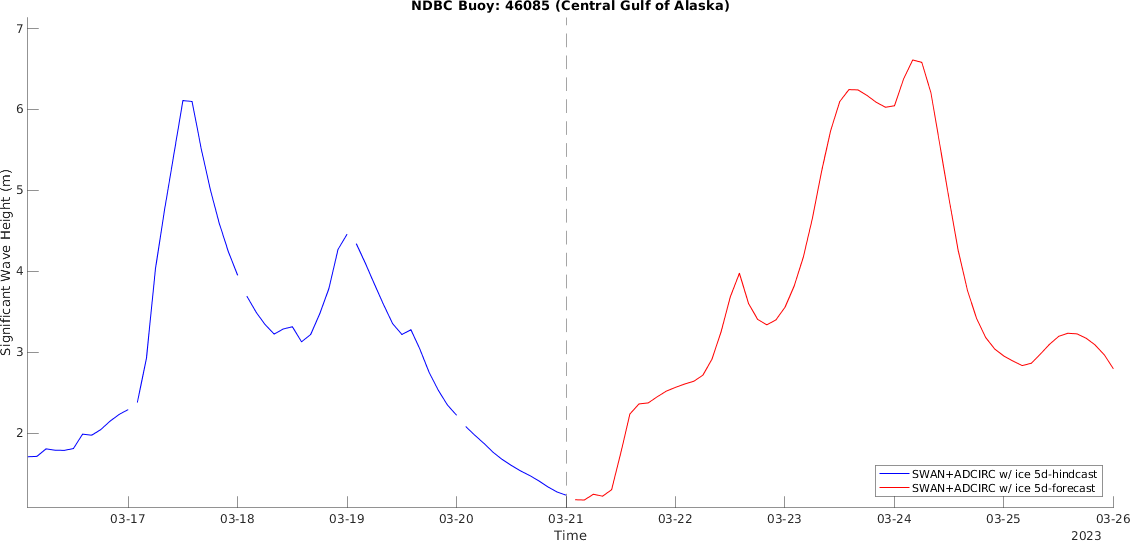 NDBC Buoy: 46085 (Central Gulf of Alaska)
7
6
5
4
3
2
Significant Wave Height (m)
SWAN+ADCIRC w/ ice 5d-hindcast
SWAN+ADCIRC w/ ice 5d-forecast
03-17 03-18 03-19 03-20 03-21 03-22 03-23 03-24 03-25 03-26
Time
2023